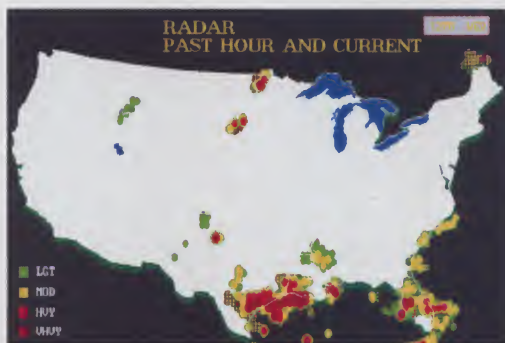 RADAR
PAST HOUR AND CURRENT
LGT
MOD
HVY
VHVY